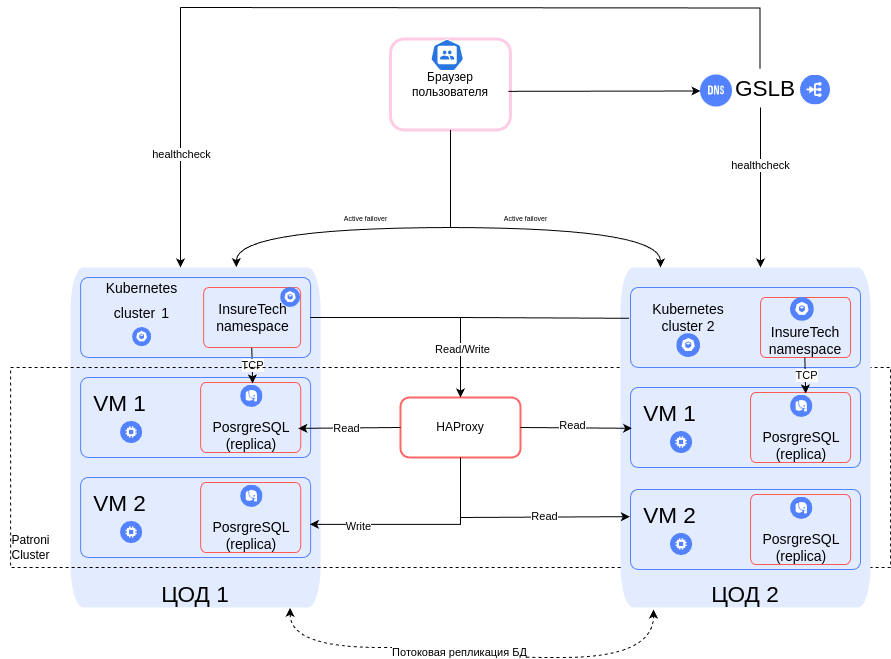 Браузер
пользователя
DNS
GSLB
healthcheck
healthcheck
Active failover
Active failover
Kubernetes
cluster 1
InsureTech
namespace
Kubernetes
cluster 2
InsureTech
namespace
Read/Write
TCP
TCP
VM 1
PosrgreSQL
(replica)
Read
HAProxy
Read
VM 1
PosrgreSQL
(replica)
VM 2
PosrgreSQL
(replica)
Write
Read
VM 2
PosrgreSQL
(replica)
Patroni
Cluster
ЦОД 1
ЦОД 2
Потоковая репликация БД